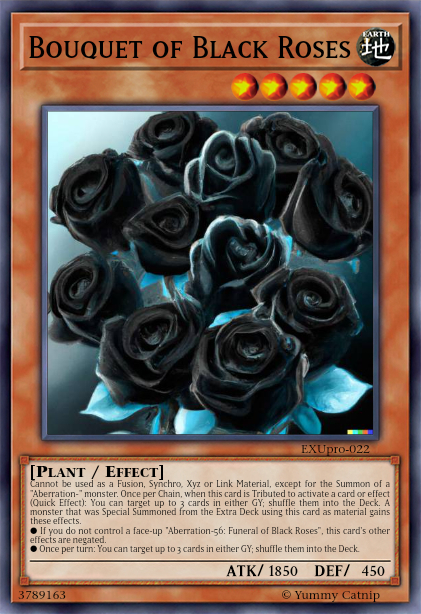 Bouquet of Black Roses
EARTH
地
EXUpro-022
[Plant / Effect]
Cannot be used as a Fusion, Synchro, Xyz or Link Material, except for the Summon of a
"Aberration-" monster. Once per Chain, when this card is Tributed to activate a card or effect
(Quick Effect): You can target up to 3 cards in either GY; shuffle them into the Deck. A
monster that was Special Summoned from the Extra Deck using this card as material gains
these effects.
● If you do not control a face-up "Aberration-56: Funeral of Black Roses", this card's other
effects are negated.
● Once per turn: You can target up to 3 cards in either GY; shuffle them into the Deck.
ATK/ 1850 DEF/ 450
3789163
© Yummy Catnip